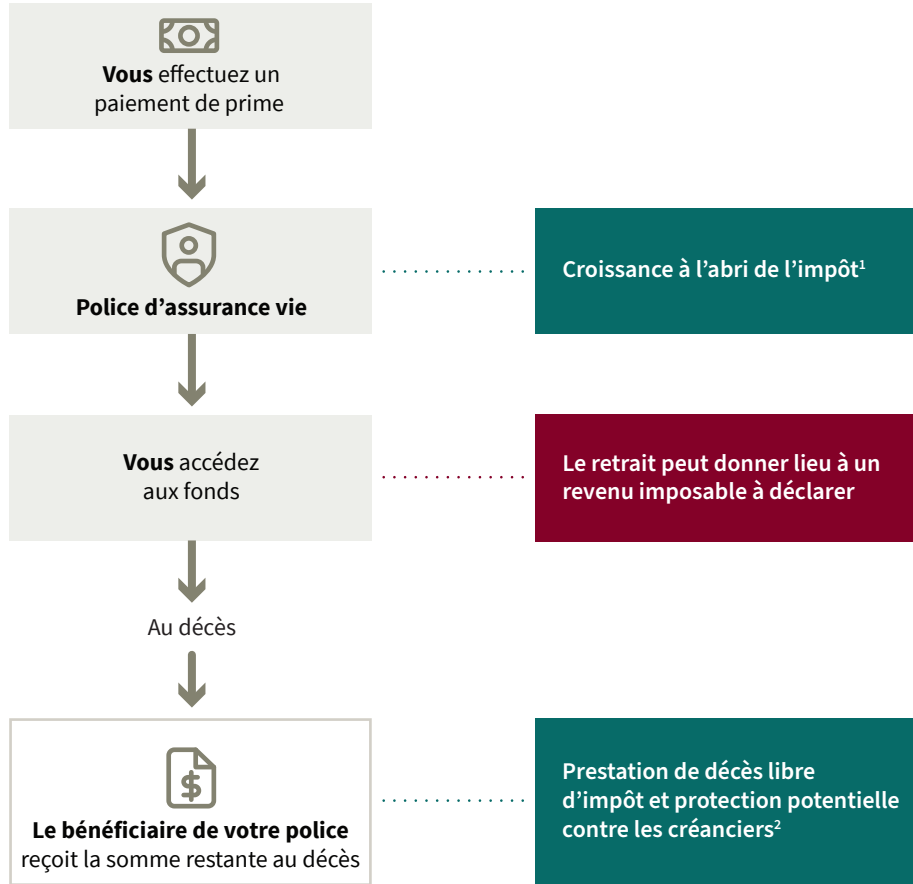 Vous effectuez un
paiement de prime
Police d’assurance vie
Croissance à l’abri de l’impôt¹
Vous accédez
aux fonds
Le retrait peut donner lieu à un
revenu imposable à déclarer
Au décès
$
Le bénéficiaire de votre police
reçoit la somme restante au décès
Prestation de décès libre
d’impôt et protection potentielle
contre les créanciers²